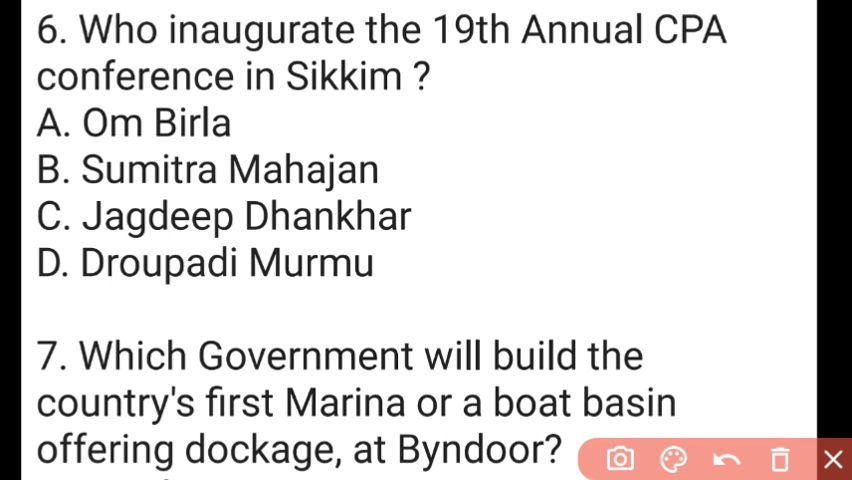 6. Who inaugurate the 19th Annual CPA
conference in Sikkim ?
A. Om Birla
B. Sumitra Mahajan
C. Jagdeep Dhankhar
D. Droupadi Murmu
7. Which Government will build the
country's first Marina or a boat basin
offering dockage, at Byndoor?